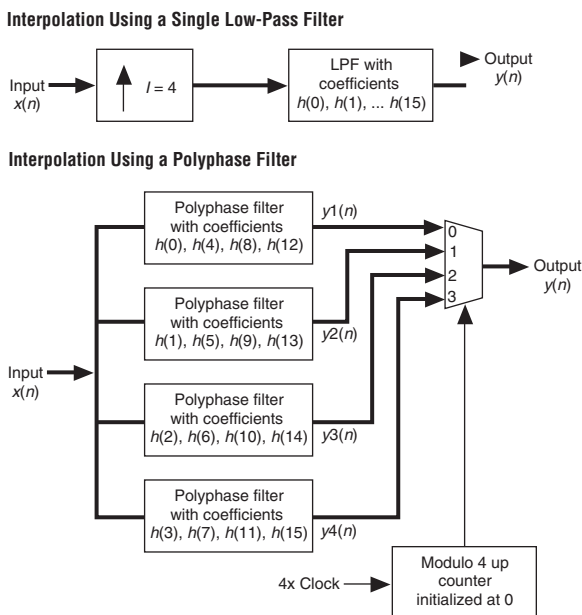 Interpolation Using a Single Low-Pass Filter
Input
x(n)
I = 4
LPF with
coefficients
h(0), h(1), ... h(15)
Output
y(n)
Interpolation Using a Polyphase Filter
Input
x(n)
Polyphase filter
with coefficients
h(0), h(4), h(8), h(12)
y1(n)
Polyphase filter
with coefficients
h(1), h(5), h(9), h(13)
y2(n)
Polyphase filter
with coefficients
h(2), h(6), h(10), h(14)
y3(n)
Polyphase filter
with coefficients
h(3), h(7), h(11), h(15)
y4(n)
0
1
2
3
Output
y(n)
4x Clock
Modulo 4 up
counter
initialized at 0